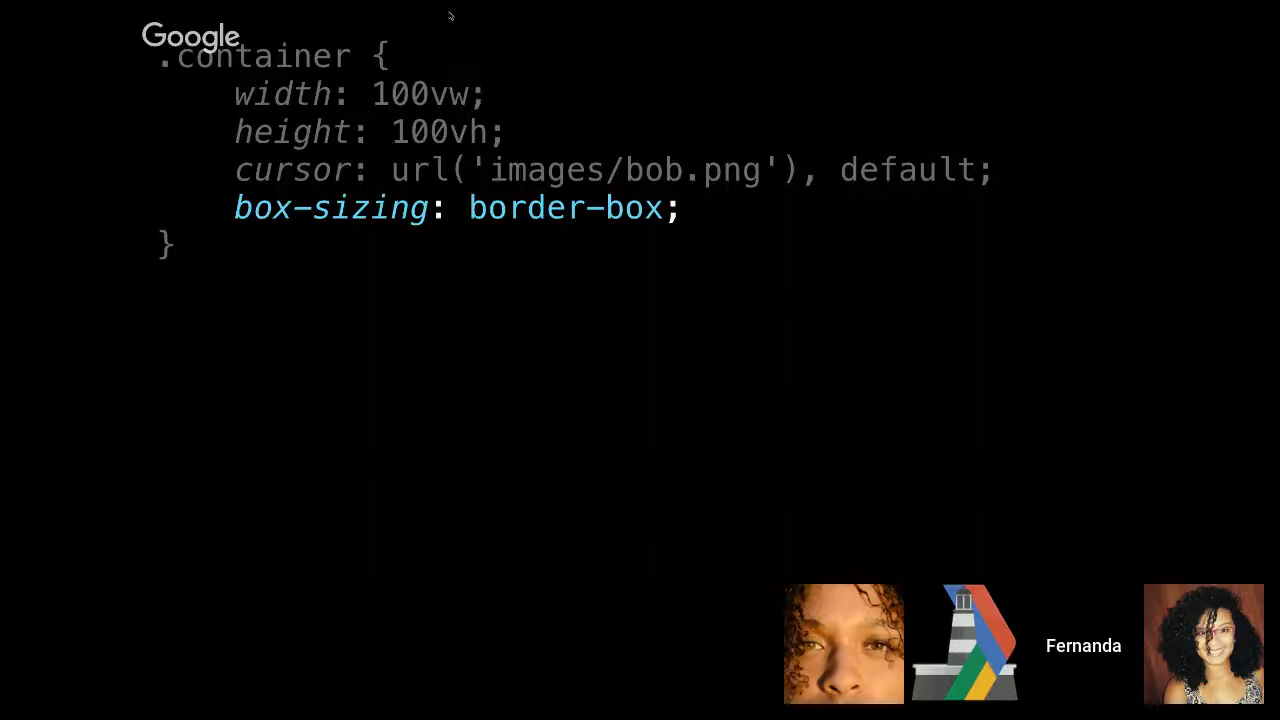 Google
.container {
width: 100vw;
height: 100vh;
cursor: url('images/bob.png'), default;
box-sizing: border-box;
}
Fernanda